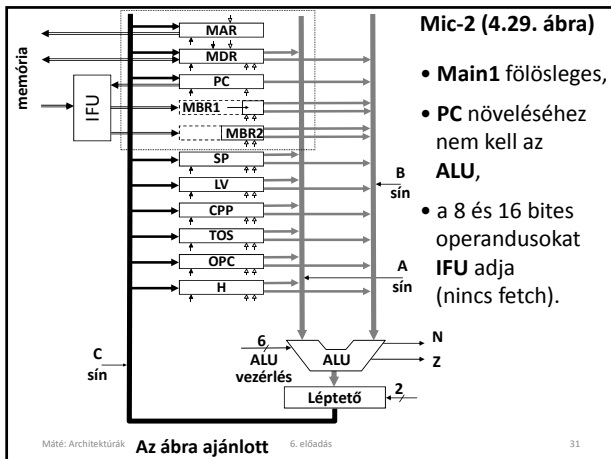 Mic-2 (4.29. ábra)
• Main1 fölösleges,
• PC növeléséhez
nem kell az
ALU,
• a 8 és 16 bites
operandusokat
IFU adja
(nincs fetch).
memória
IFU
MAR
MDR
PC
MBR1
MBR2
SP
LV
CPP
TOS
OPC
H
B
sín
A
sín
C
sín
6
ALU
vezérlés
ALU
N
Z
Léptető
2
Máté: Architektúrák
Az ábra ajánlott
6. előadás
31